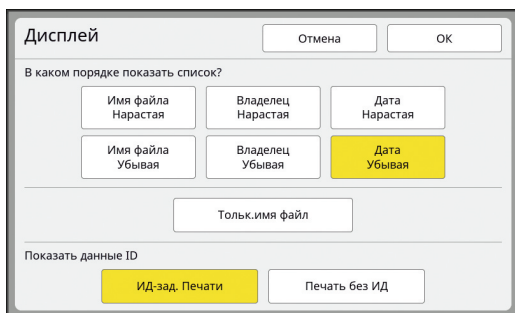 Дисплей
Отмена
ОК
В каком порядке показать список?
Имя файла
Нарастая
Владелец
Нарастая
Дата
Нарастая
Имя файла
Убывая
Владелец
Убывая
Дата
Убывая
Тольк.имя файл
Показать данные ID
ИД-зад. Печати
Печать без ИД